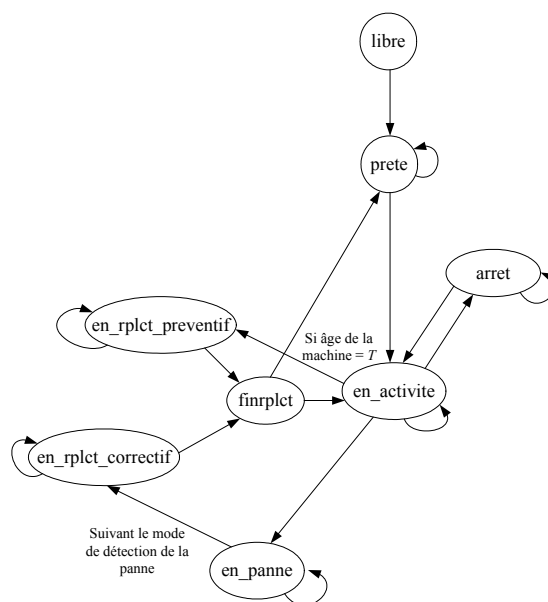 libre
prete
arret
en_rplct_preventif
Si âge de la
machine = T
en_activite
finrplct
en_rplct_correctif
Suivant le mode
de détection de la
panne
en_panne